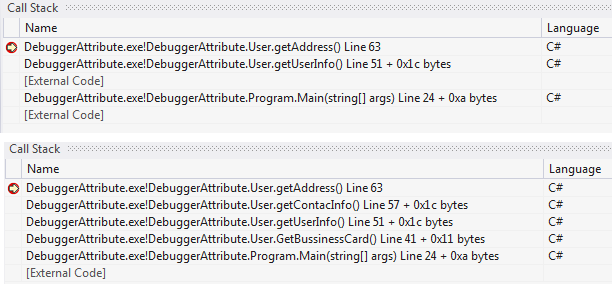 Call Stack
Name Language
DebuggerAttribute.exe!DebuggerAttribute.User.getAddress() Line 63 C#
DebuggerAttribute.exe!DebuggerAttribute.User.getUserInfo() Line 51 + 0x1c bytes C#
[External Code]
DebuggerAttribute.exe!DebuggerAttribute.Program.Main(string[] args) Line 24 + 0xa bytes C#
[External Code]
Call Stack
Name Language
DebuggerAttribute.exe!DebuggerAttribute.User.getAddress() Line 63 C#
DebuggerAttribute.exe!DebuggerAttribute.User.getContacInfo() Line 57 + 0x1c bytes C#
DebuggerAttribute.exe!DebuggerAttribute.User.getUserInfo() Line 51 + 0x1c bytes C#
DebuggerAttribute.exe!DebuggerAttribute.User.GetBussinessCard() Line 41 + 0x11 bytes C#
DebuggerAttribute.exe!DebuggerAttribute.Program.Main(string[] args) Line 24 + 0xa bytes C#
[External Code]